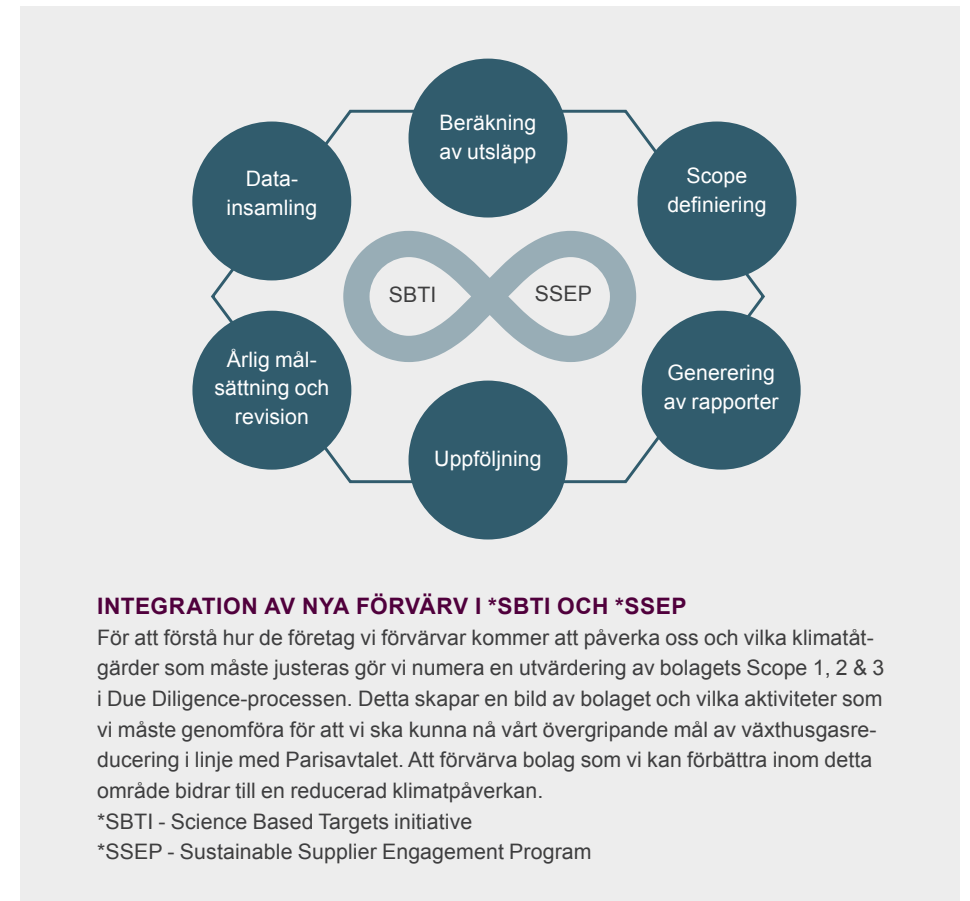 Beräkning
av utsläpp
Data-
insamling
Scope
definiering
SBTI
SSEP
Årlig mål-
sättning och
revision
Generering
av rapporter
Uppföljning
INTEGRATION AV NYA FÖRVÄRV I *SBTI OCH *SSEP
För att förstå hur de företag vi förvärvar kommer att påverka oss och vilka klimatåt-
gärder som måste justeras gör vi numera en utvärdering av bolagets Scope 1, 2 & 3
i Due Diligence-processen. Detta skapar en bild av bolaget och vilka aktiviteter som
vi måste genomföra för att vi ska kunna nå vårt övergripande mål av växthusgasre-
ducering i linje med Parisavtalet. Att förvärva bolag som vi kan förbättra inom detta
område bidrar till en reducerad klimatpåverkan.
*SBTI - Science Based Targets initiative
*SSEP - Sustainable Supplier Engagement Program